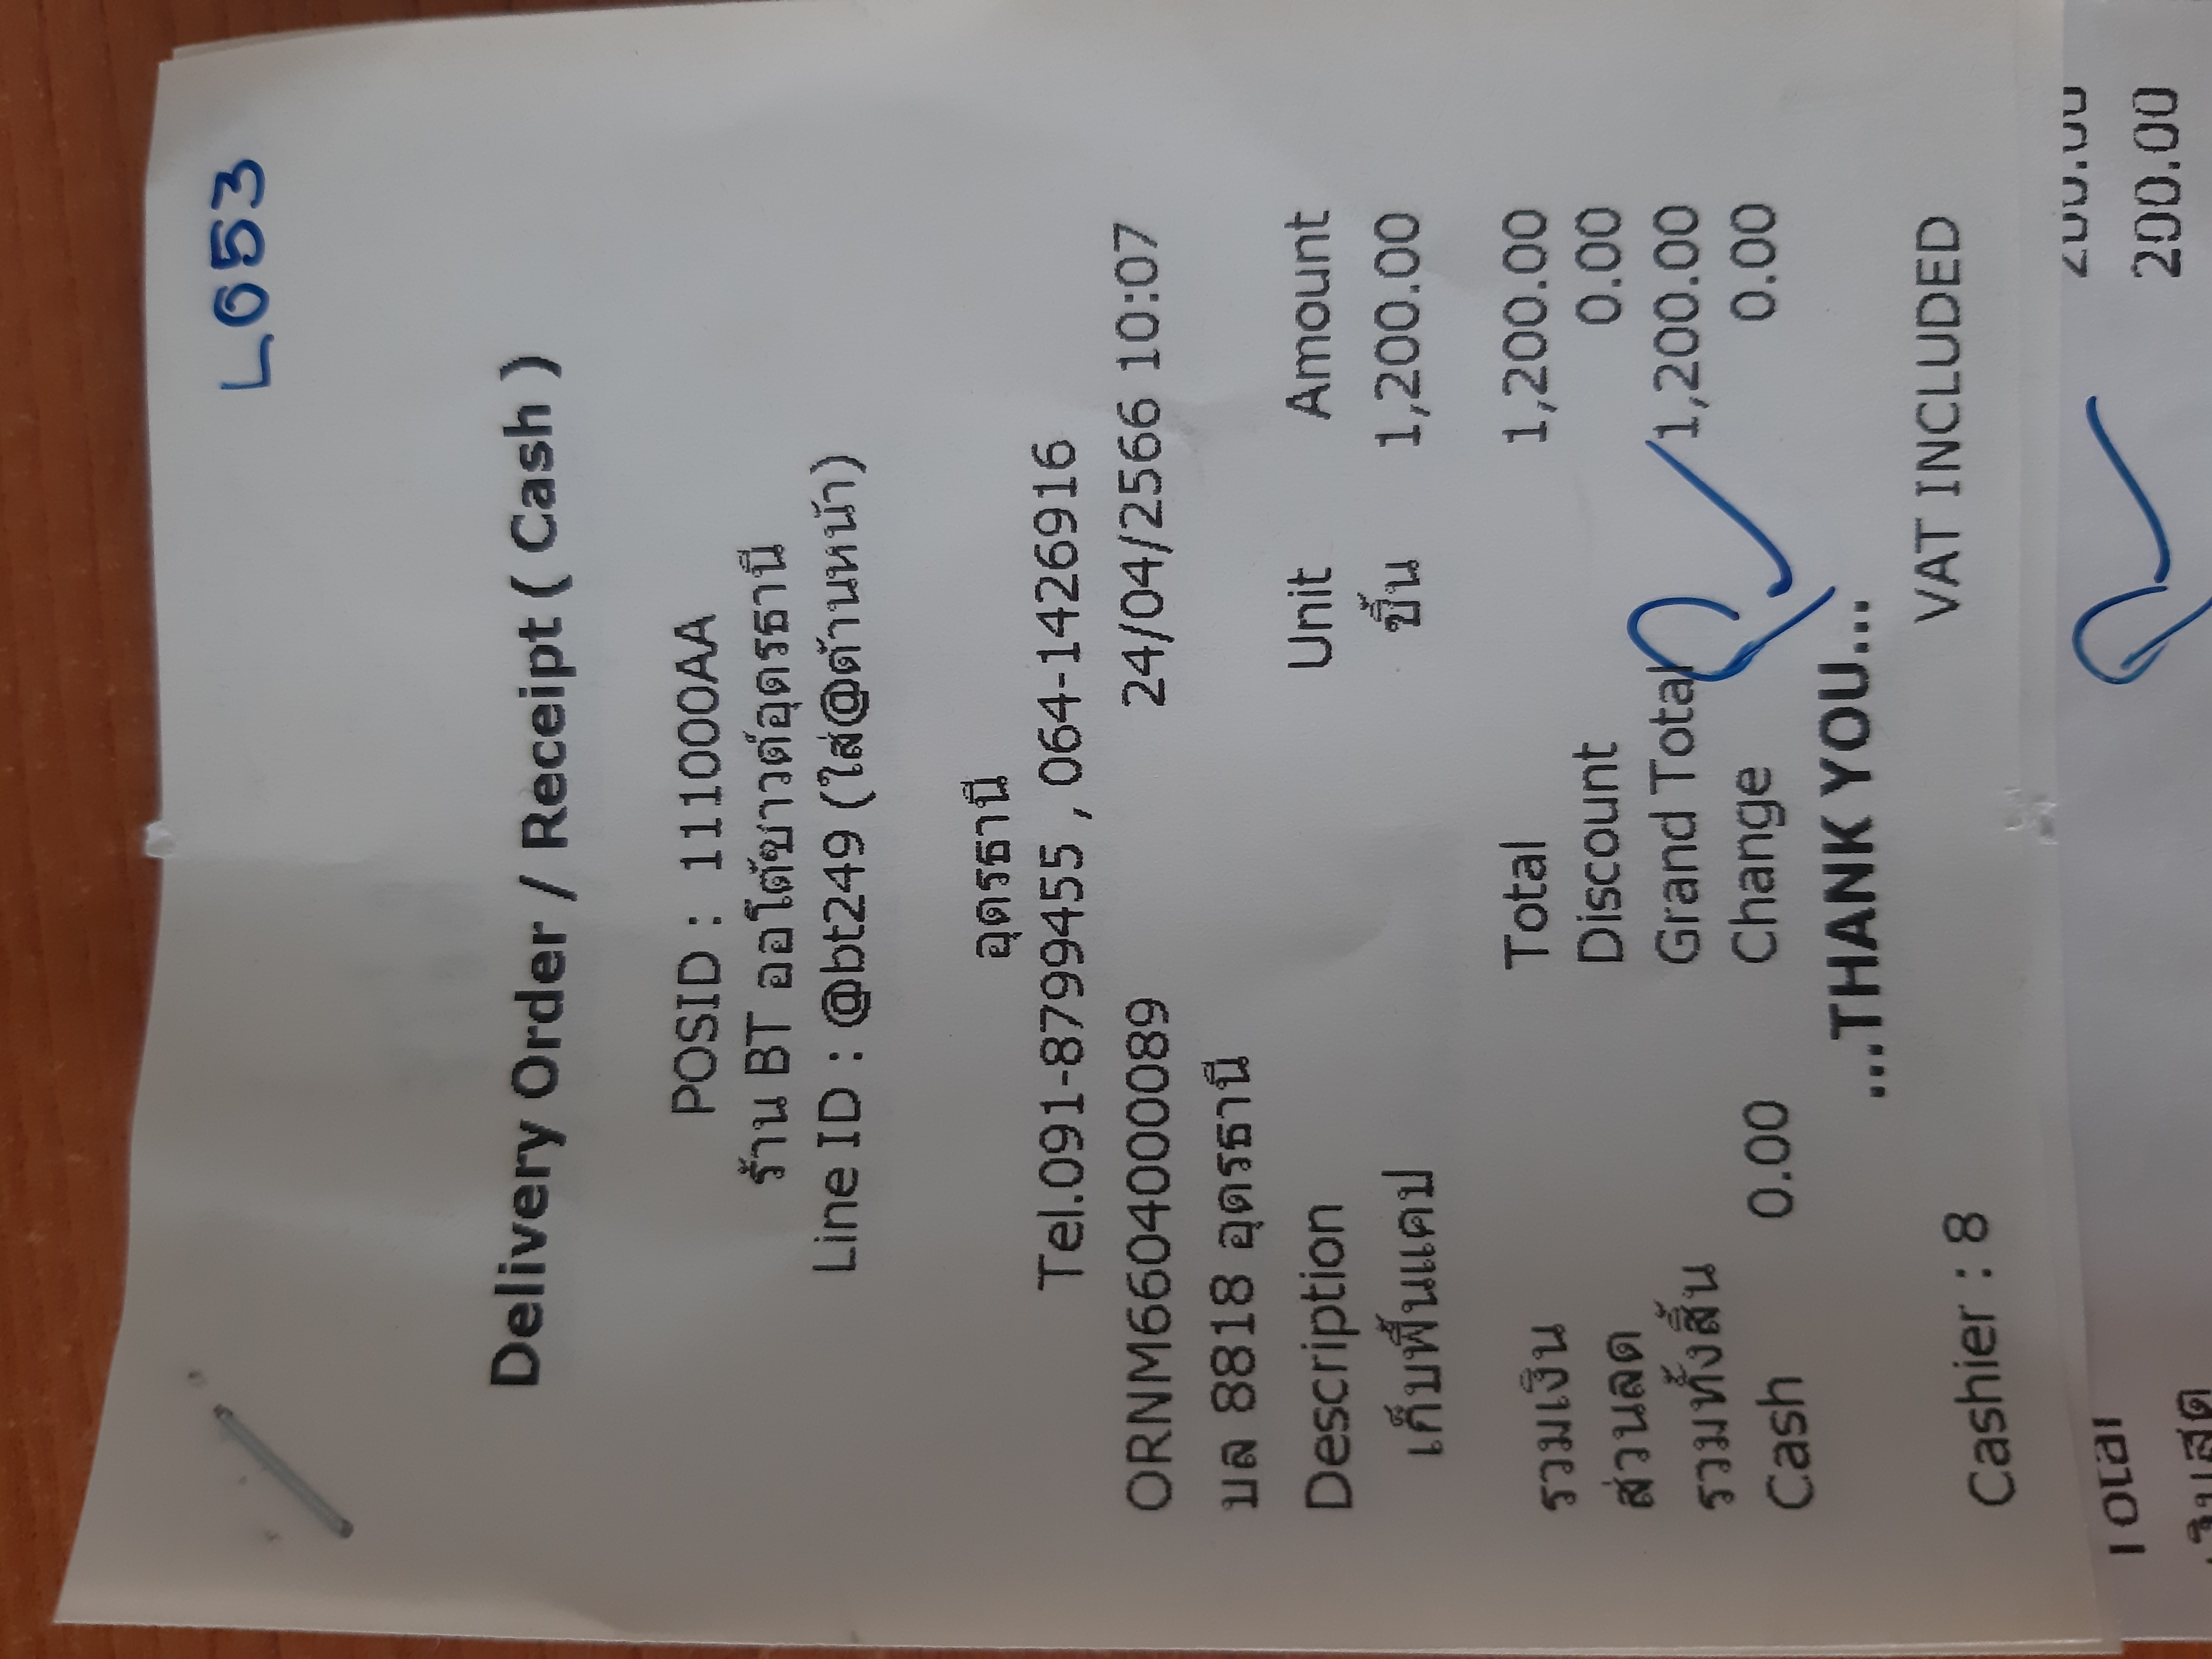 L653
Delivery Order / Receipt ( Cash )
POSID : 111000AA
ร้าน BT ออโต้ซาวด์อุดรธานี
Line ID : @bt249 (ใส่@ด้านหน้า)
อุดรธานี
Tel.091-8799455 , 064-1426916
ORNM6604000089 24/04/2566 10:07
บล 8818 อุดรธานี
Description Unit Amount
เก็บพื้นแคป ชิ้น 1,200.00
รวมเงิน Total 1,200.00
ส่วนลด Discount 0.00
รวมทั้งสิ้น Grand Total 1,200.00
Cash 0.00 Change 0.00
....THANK YOU....
Cashier : 8 VAT INCLUDED
Total 200.00
200.00